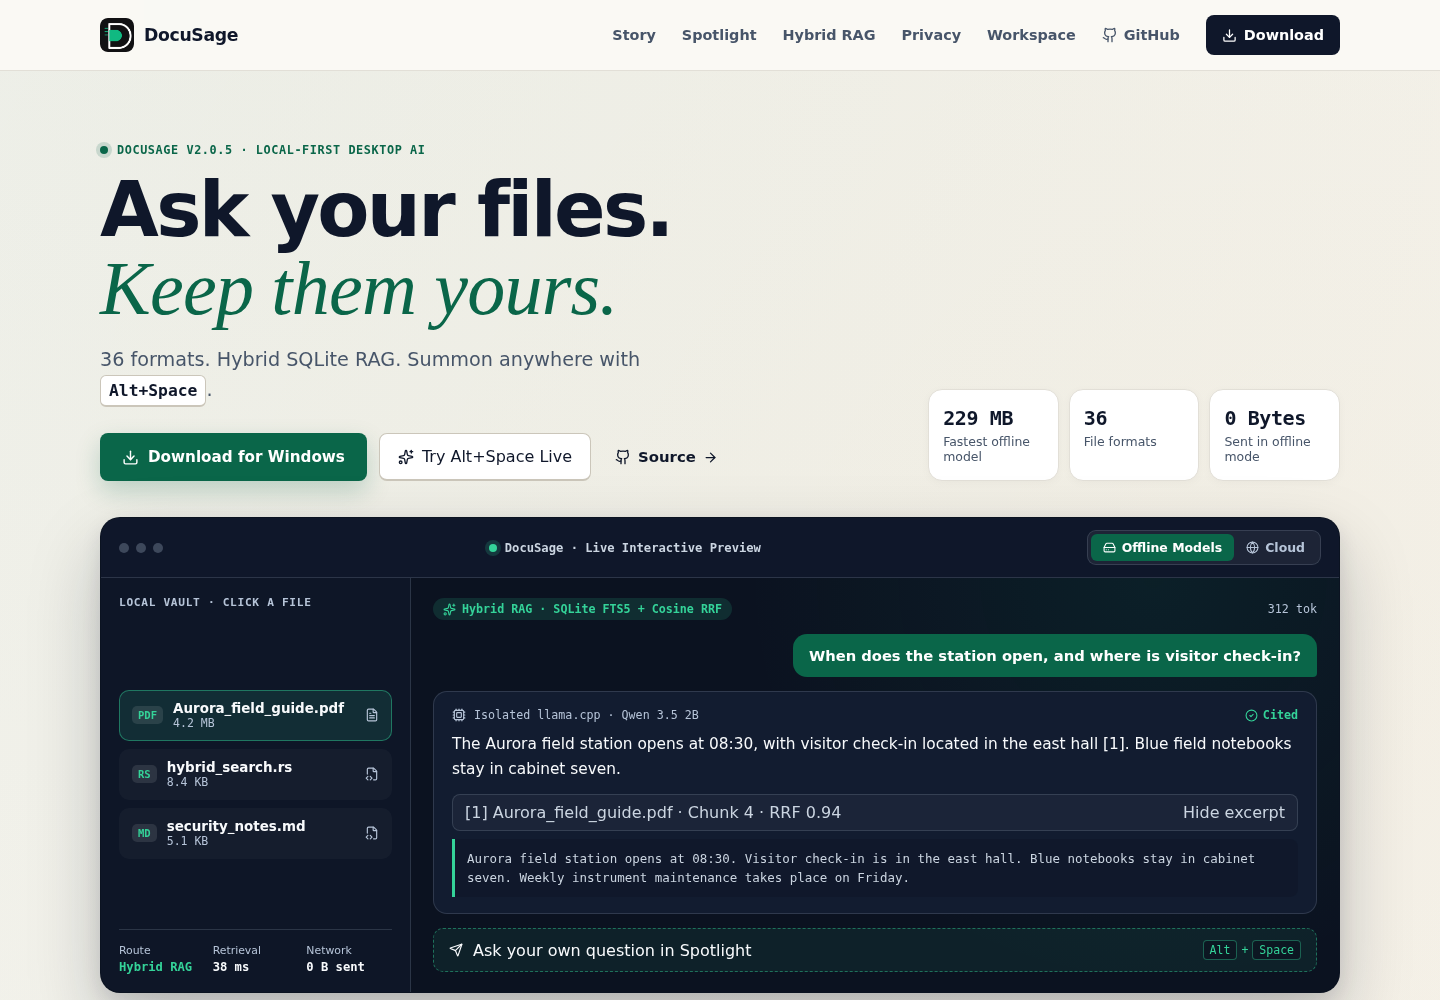 DocuSage
Story
Spotlight
Hybrid RAG
Privacy
Workspace
GitHub
Download
DOCUSAGE V2.0.5 · LOCAL-FIRST DESKTOP AI
Ask your files.
Keep them yours.
36 formats. Hybrid SQLite RAG. Summon anywhere with
Alt+Space.
Download for Windows
Try Alt+Space Live
Source →
229 MB
Fastest offline
model
36
File formats
0 Bytes
Sent in offline
mode
DocuSage · Live Interactive Preview
Offline Models
Cloud
LOCAL VAULT · CLICK A FILE
PDF
Aurora_field_guide.pdf
4.2 MB
RS
hybrid_search.rs
8.4 KB
MD
security_notes.md
5.1 KB
Route
Hybrid RAG
Retrieval
38 ms
Network
0 B sent
Hybrid RAG · SQLite FTS5 + Cosine RRF
312 tok
When does the station open, and where is visitor check-in?
Isolated llama.cpp · Qwen 3.5 2B
Cited
The Aurora field station opens at 08:30, with visitor check-in located in the east hall [1]. Blue field notebooks
stay in cabinet seven.
[1] Aurora_field_guide.pdf · Chunk 4 · RRF 0.94
Hide excerpt
Aurora field station opens at 08:30. Visitor check-in is in the east hall. Blue notebooks stay in cabinet
seven. Weekly instrument maintenance takes place on Friday.
Ask your own question in Spotlight
Alt + Space